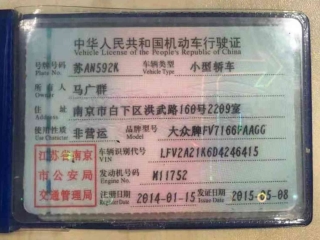 中华人民共和国机动车行驶证
Vehicle License of the People's Republic of China
号牌号码 苏AN592K 车辆类型 小型轿车
Plate No. Vehicle Type
所有人 马广群
Owner
住址 南京市白下区洪武路160号2209室
Address
使用性质 非营运 品牌型号 大众牌FV7166FAAGG
Use Character Model
江苏省南京
市公安局
交通管理局
车辆识别代号 LFV2A21K6D4246415
VIN
发动机号码 M11752
Engine No.
注册日期 2014-01-15 发证日期 2015-05-08
Register Date Issue Date